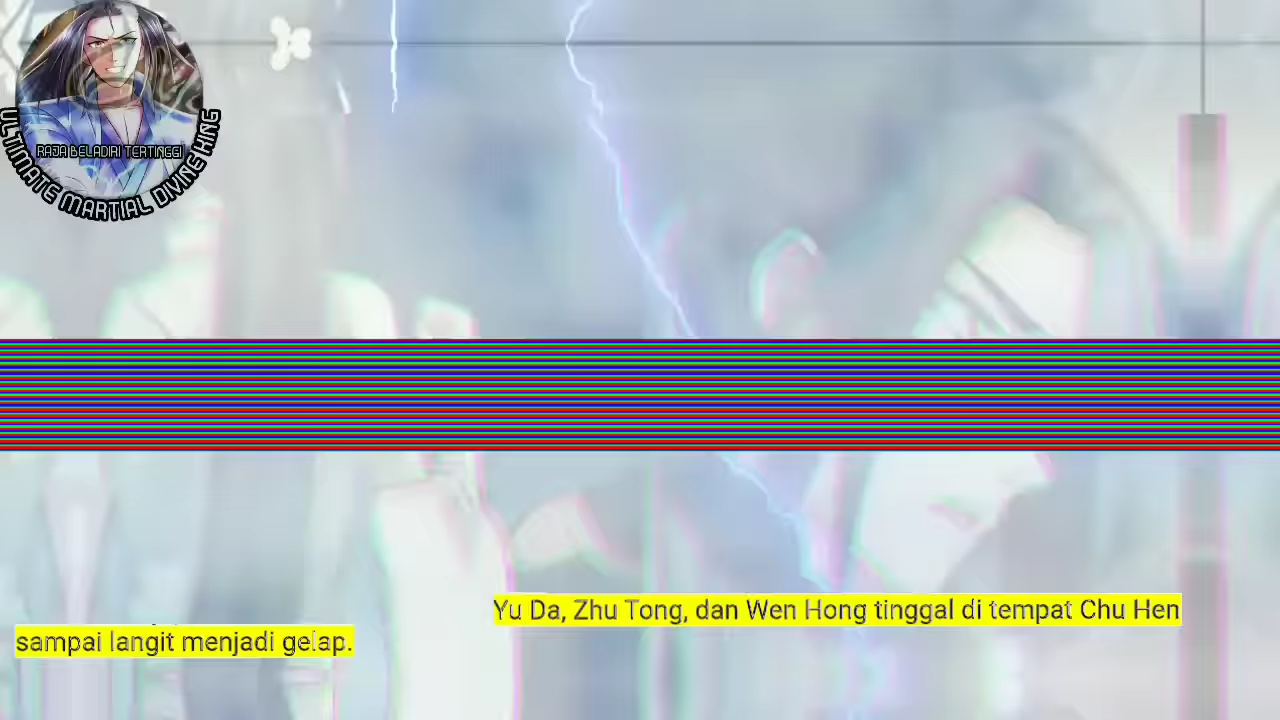 RAJA BELADIRI TERTINGGI
ULTIMATE MARTIAL DIVINE KING
Yu Da, Zhu Tong, dan Wen Hong tinggal di tempat Chu Hen
sampai langit menjadi gelap.